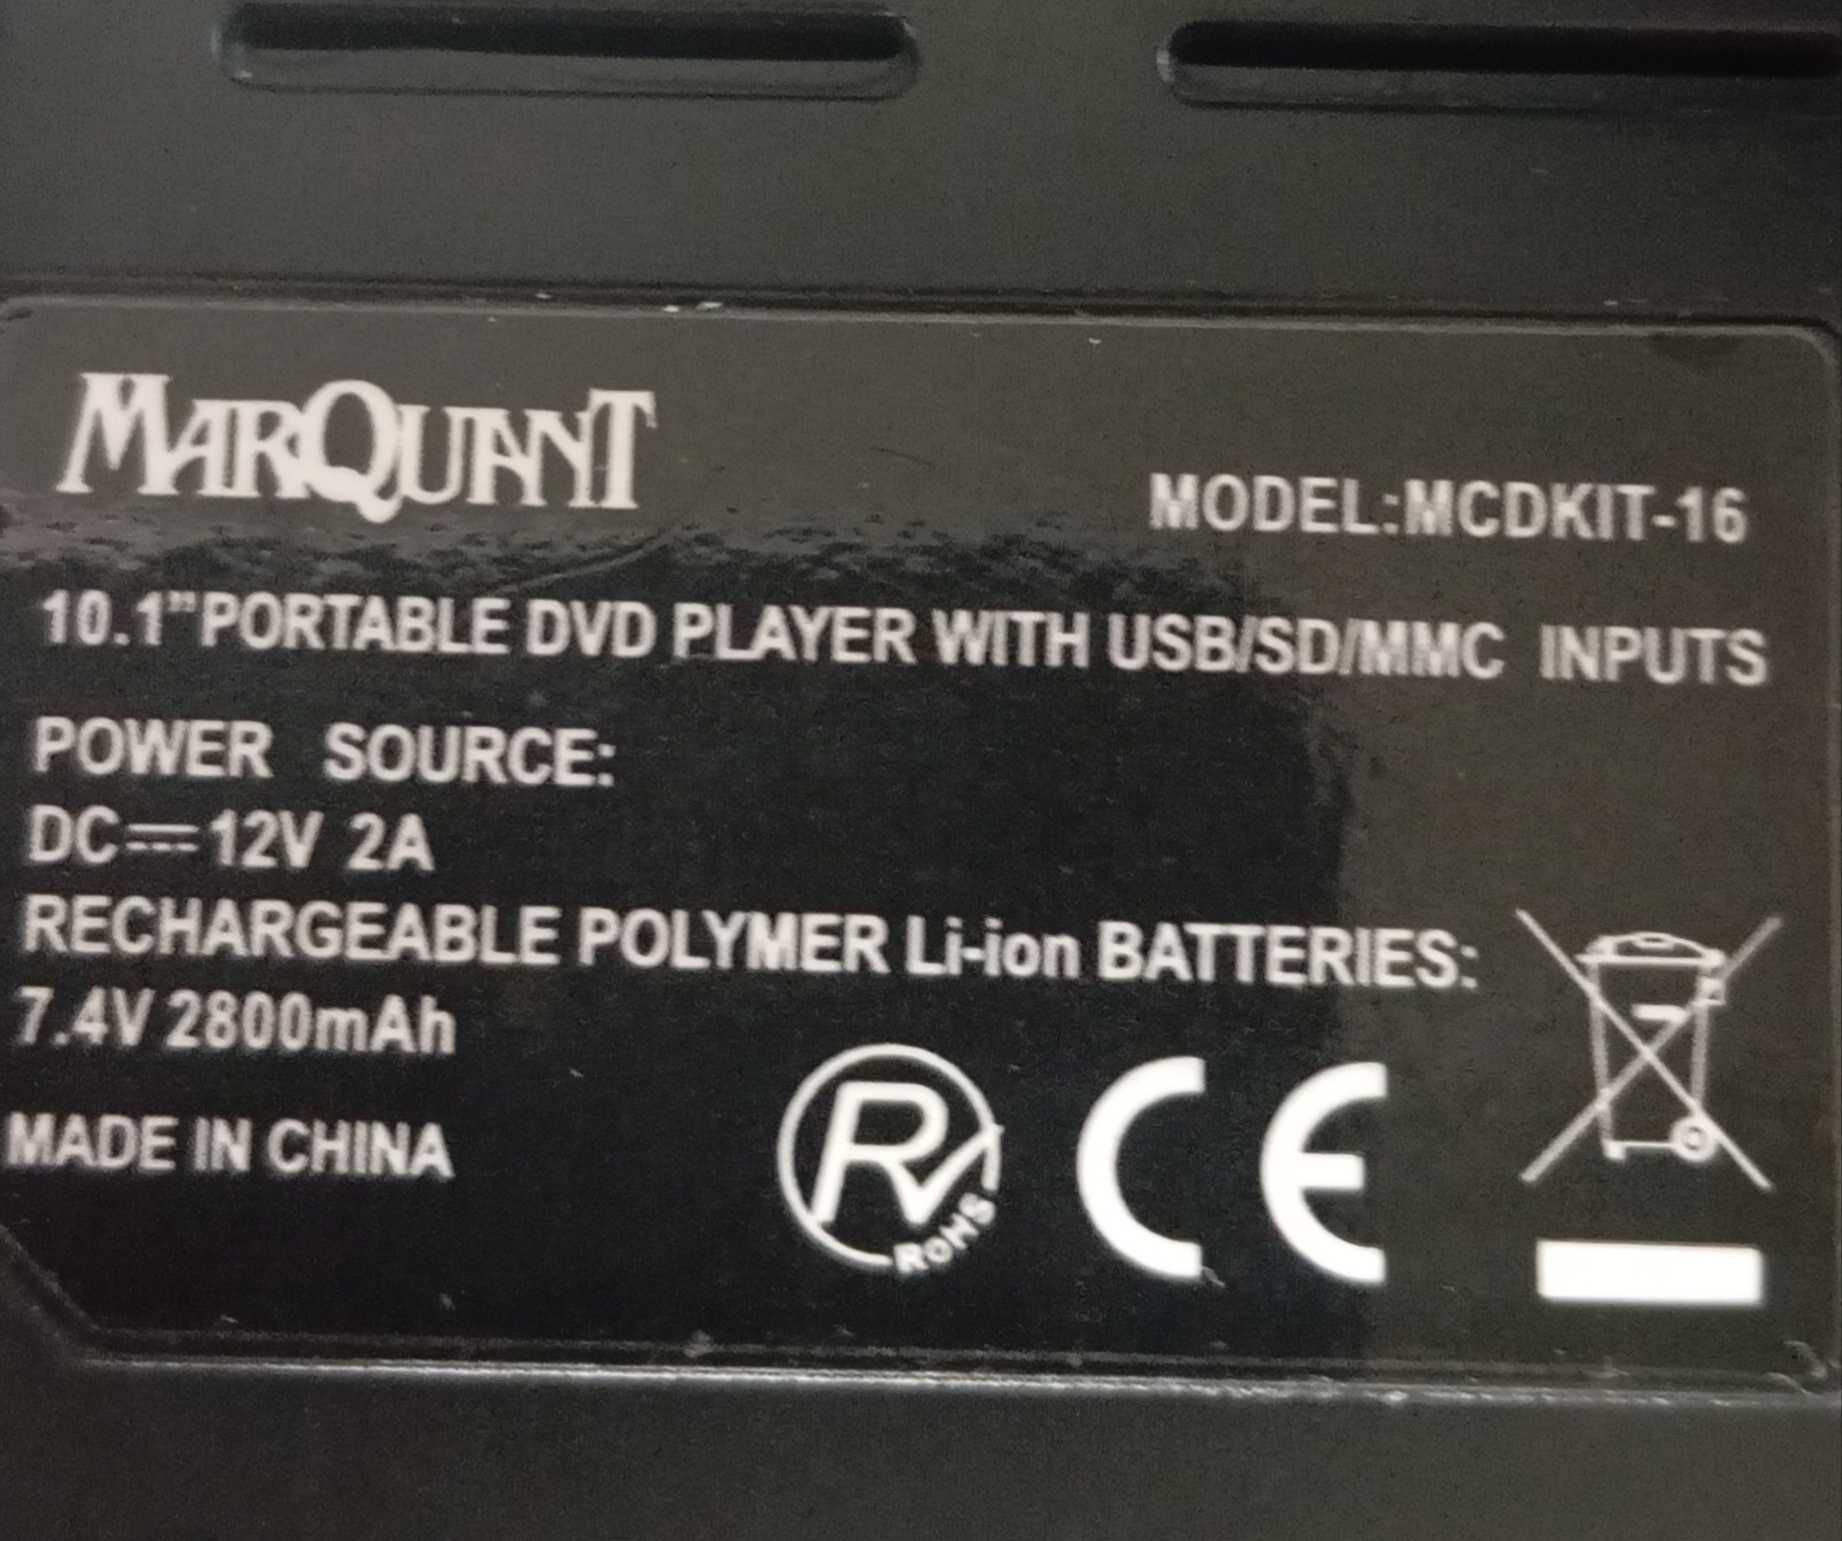 MARQUANT
MODEL:MCDKIT-16
10.1”PORTABLE DVD PLAYER WITH USB/SD/MMC INPUTS
POWER SOURCE:
DC⎓12V 2A
RECHARGEABLE POLYMER Li-ion BATTERIES:
7.4V 2800mAh
MADE IN CHINA
R
RoHS
CE